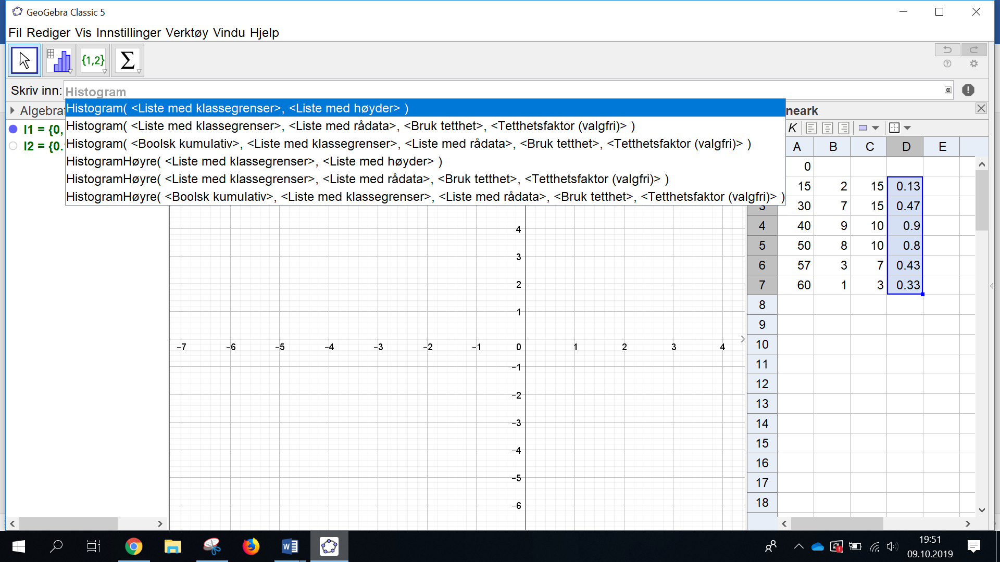 GeoGebra Classic 5
Fil Rediger Vis Innstillinger Verktøy Vindu Hjelp
{1,2} Σ
Skriv inn: Histogram α
Histogram( <Liste med klassegrenser>, <Liste med høyder> )
Histogram( <Liste med klassegrenser>, <Liste med rådata>, <Bruk tetthet>, <Tetthetsfaktor (valgfri)> )
Histogram( <Boolsk kumulativ>, <Liste med klassegrenser>, <Liste med rådata>, <Bruk tetthet>, <Tetthetsfaktor (valgfri)> )
HistogramHøyre( <Liste med klassegrenser>, <Liste med høyder> )
HistogramHøyre( <Liste med klassegrenser>, <Liste med rådata>, <Bruk tetthet>, <Tetthetsfaktor (valgfri)> )
HistogramHøyre( <Boolsk kumulativ>, <Liste med klassegrenser>, <Liste med rådata>, <Bruk tetthet>, <Tetthetsfaktor (valgfri)> )
l1 = {0,
l2 = {0.
4
3
2
1
–7 –6 –5 –4 –3 –2 –1 0 1 2 3 4
–1
–2
–3
–4
–5
–6
neark
K
A B C D E
0
15 2 15 0.13
3 30 7 15 0.47
4 40 9 10 0.9
5 50 8 10 0.8
6 57 3 7 0.43
7 60 1 3 0.33
8
9
10
11
12
13
14
15
16
17
18
19:51
09.10.2019